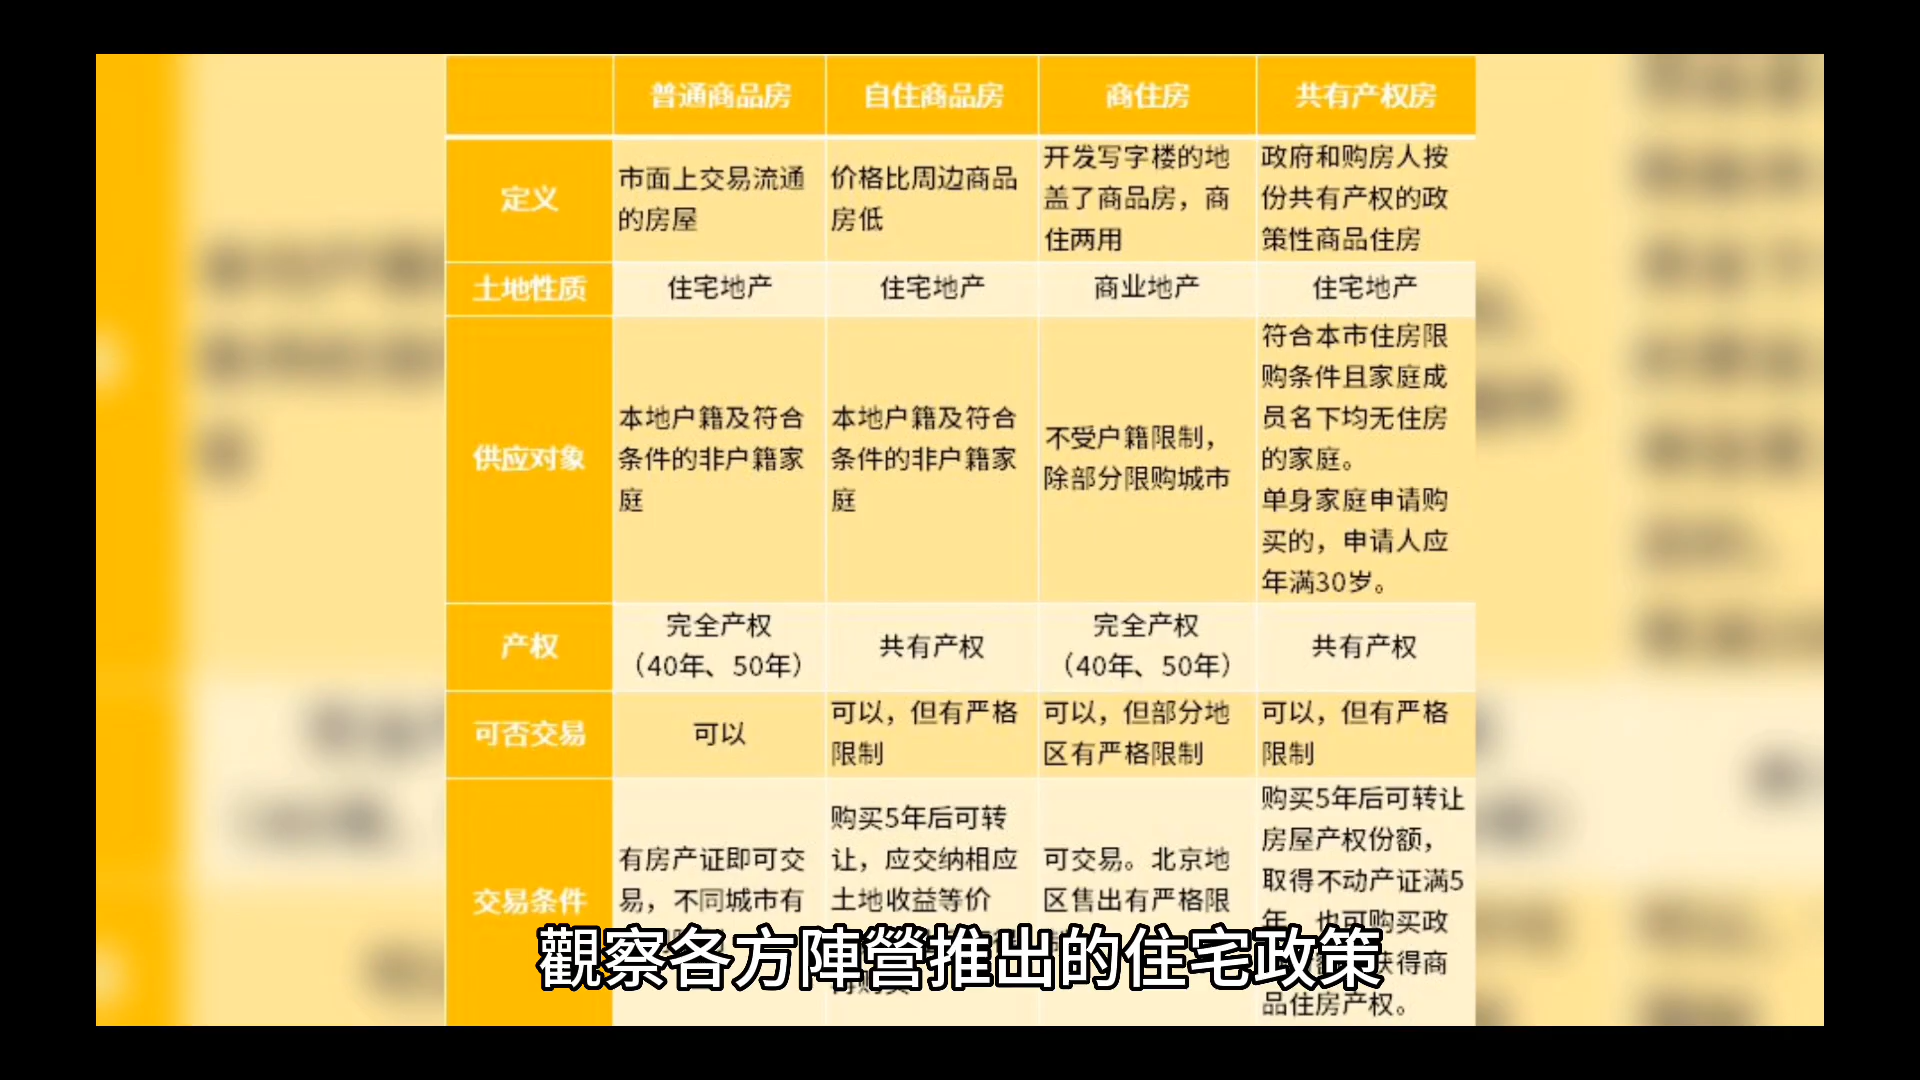 普通商品房 自住商品房 商住房 共有产权房
定义
市面上交易流通
的房屋
价格比周边商品
房低
开发写字楼的地
盖了商品房，商
住两用
政府和购房人按
份共有产权的政
策性商品住房
土地性质 住宅地产 住宅地产 商业地产 住宅地产
供应对象
本地户籍及符合
条件的非户籍家
庭
本地户籍及符合
条件的非户籍家
庭
不受户籍限制，
除部分限购城市
符合本市住房限
购条件且家庭成
员名下均无住房
的家庭。
单身家庭申请购
买的，申请人应
年满30岁。
产权
完全产权
（40年、50年）
共有产权
完全产权
（40年、50年）
共有产权
可否交易
可以
可以，但有严格
限制
可以，但部分地
区有严格限制
可以，但有严格
限制
交易条件
有房产证即可交
易，不同城市有
购买5年后可转
让，应交纳相应
土地收益等价
可交易。北京地
区售出有严格限
购买5年后可转让
房屋产权份额，
取得不动产证满5
年，也可购买政
获得商
品住房产权。
觀察各方陣營推出的住宅政策